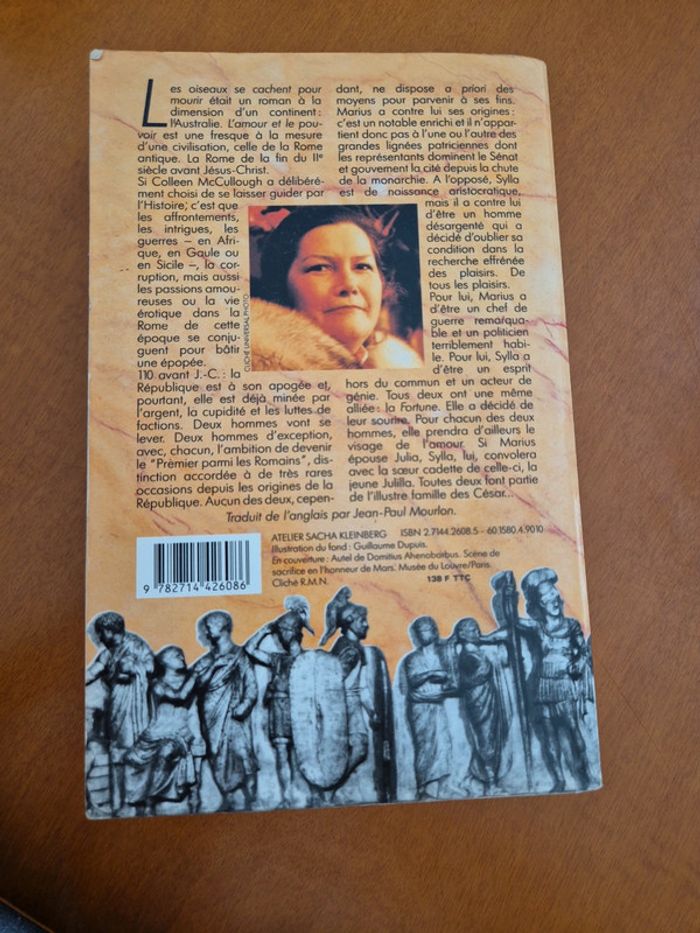 Les oiseaux se cachent pour
mourir était un roman à la
dimension d'un continent :
l'Australie. L'amour et le pou-
voir est une fresque à la mesure
d'une civilisation, celle de la Rome
antique. La Rome de la fin du IIe
siècle avant Jésus-Christ.
Si Colleen McCullough a délibéré-
ment choisi de se laisser guider par
l'Histoire, c'est que
les affrontements,
les intrigues, les
guerres – en Afri-
que, en Gaule ou
en Sicile –, la cor-
ruption, mais aussi
les passions amou-
reuses ou la vie
érotique dans la
Rome de cette
époque se conju-
guent pour bâtir
une épopée.
110 avant J.-C. : la
République est à son apogée et,
pourtant, elle est déjà minée par
l'argent, la cupidité et les luttes de
factions. Deux hommes vont se
lever. Deux hommes d'exception,
avec, chacun, l'ambition de devenir
le "Prèmier parmi les Romains", dis-
tinction accordée à de très rares
occasions depuis les origines de la
République. Aucun des deux, cepen-
dant, ne dispose a priori des
moyens pour parvenir à ses fins.
Marius a contre lui ses origines :
c'est un notable enrichi et il n'appar-
tient donc pas à l'une ou l'autre des
grandes lignées patriciennes dont
les représentants dominent le Sénat
et gouvernent la cité depuis la chute
de la monarchie. A l'opposé, Sylla
est de naissance aristocratique,
mais il a contre lui
d'être un homme
désargenté qui a
décidé d'oublier sa
condition dans la
recherche effrénée
des plaisirs. De
tous les plaisirs.
Pour lui, Marius a
d'être un chef de
guerre remarqua-
ble et un politicien
terriblement habi-
le. Pour lui, Sylla a
d'être un esprit
hors du commun et un acteur de
génie. Tous deux ont une même
alliée : la Fortune. Elle a décidé de
leur sourire. Pour chacun des deux
hommes, elle prendra d'ailleurs le
visage de l'amour. Si Marius
épouse Julia, Sylla, lui, convolera
avec la sœur cadette de celle-ci, la
jeune Julilla. Toutes deux font partie
de l'illustre famille des César...
CLICHÉ UNIVERSAL PHOTO
Traduit de l'anglais par Jean-Paul Mourlon.
ATELIER SACHA KLEINBERG ISBN 2.7144.2608.5 - 60.1580.4.9010
Illustration du fond : Guillaume Dupuis.
En couverture : Autel de Domitius Ahenobarbus. Scène de
sacrifice en l'honneur de Mars. Musée du Louvre/Paris.
Cliché R.M.N. 138 F TTC
9 782714 426086